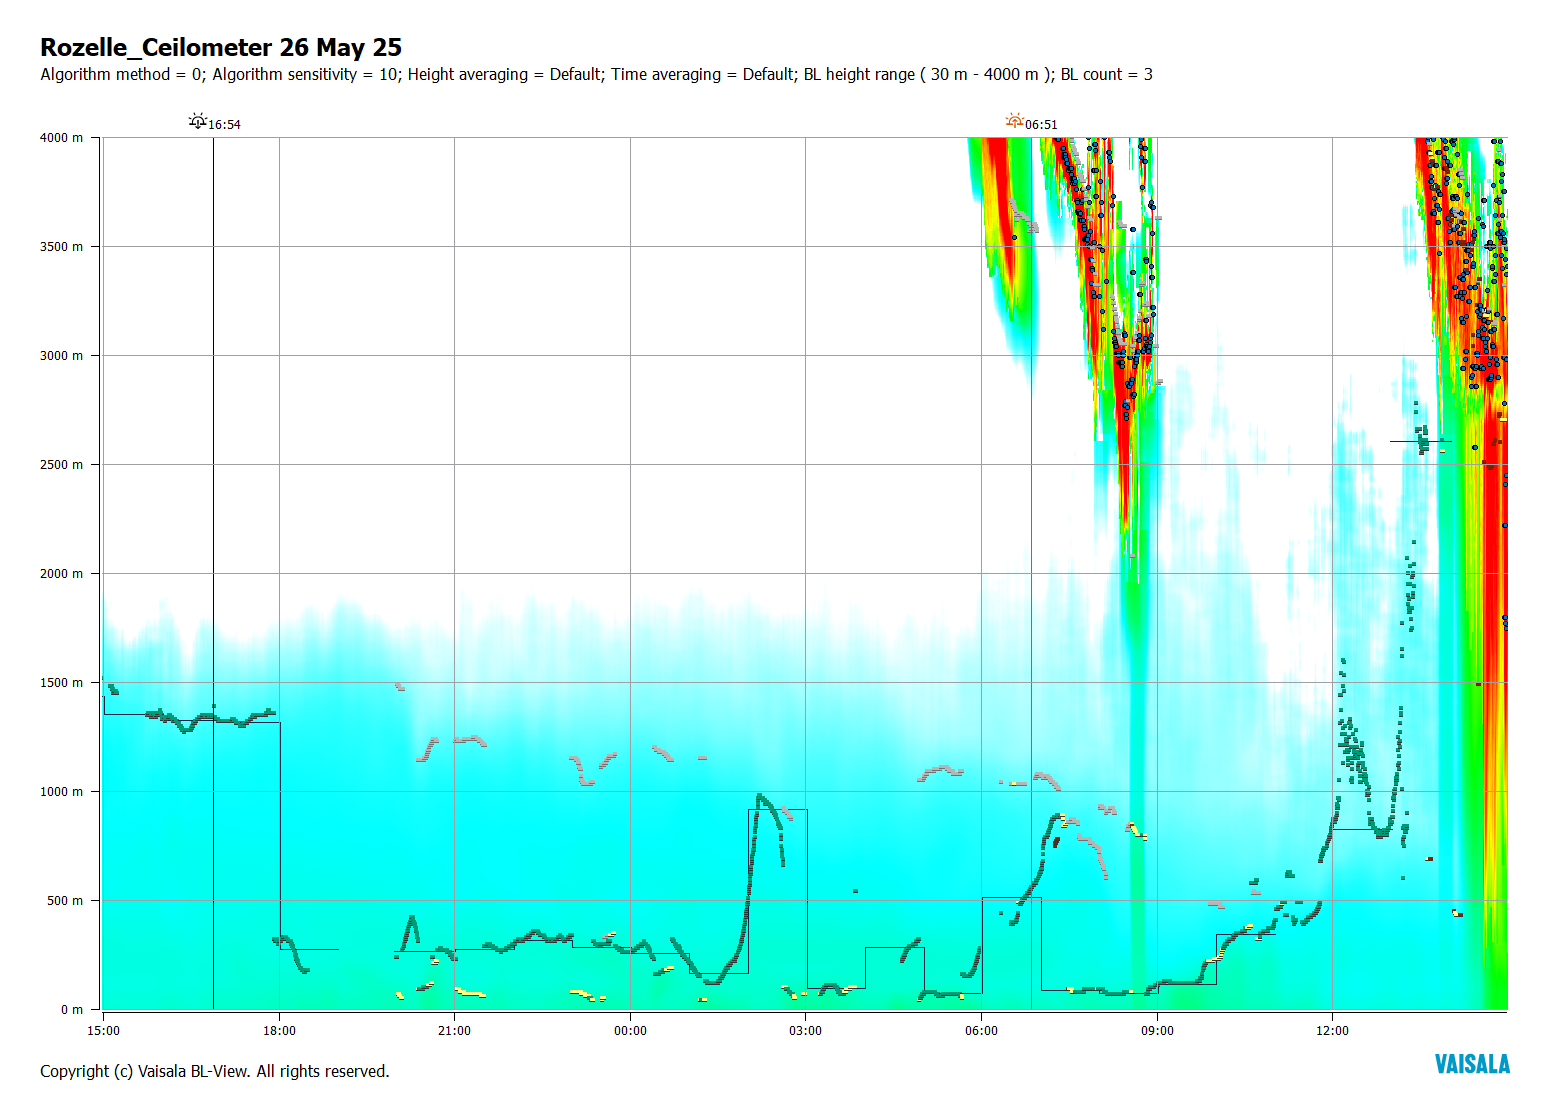 Rozelle_Ceilometer 26 May 25
Algorithm method = 0; Algorithm sensitivity = 10; Height averaging = Default; Time averaging = Default; BL height range ( 30 m - 4000 m ); BL count = 3
16:54 06:51
4000 m
3500 m
3000 m
2500 m
2000 m
1500 m
1000 m
500 m
0 m
15:00 18:00 21:00 00:00 03:00 06:00 09:00 12:00
Copyright (c) Vaisala BL-View. All rights reserved.
VAISALA